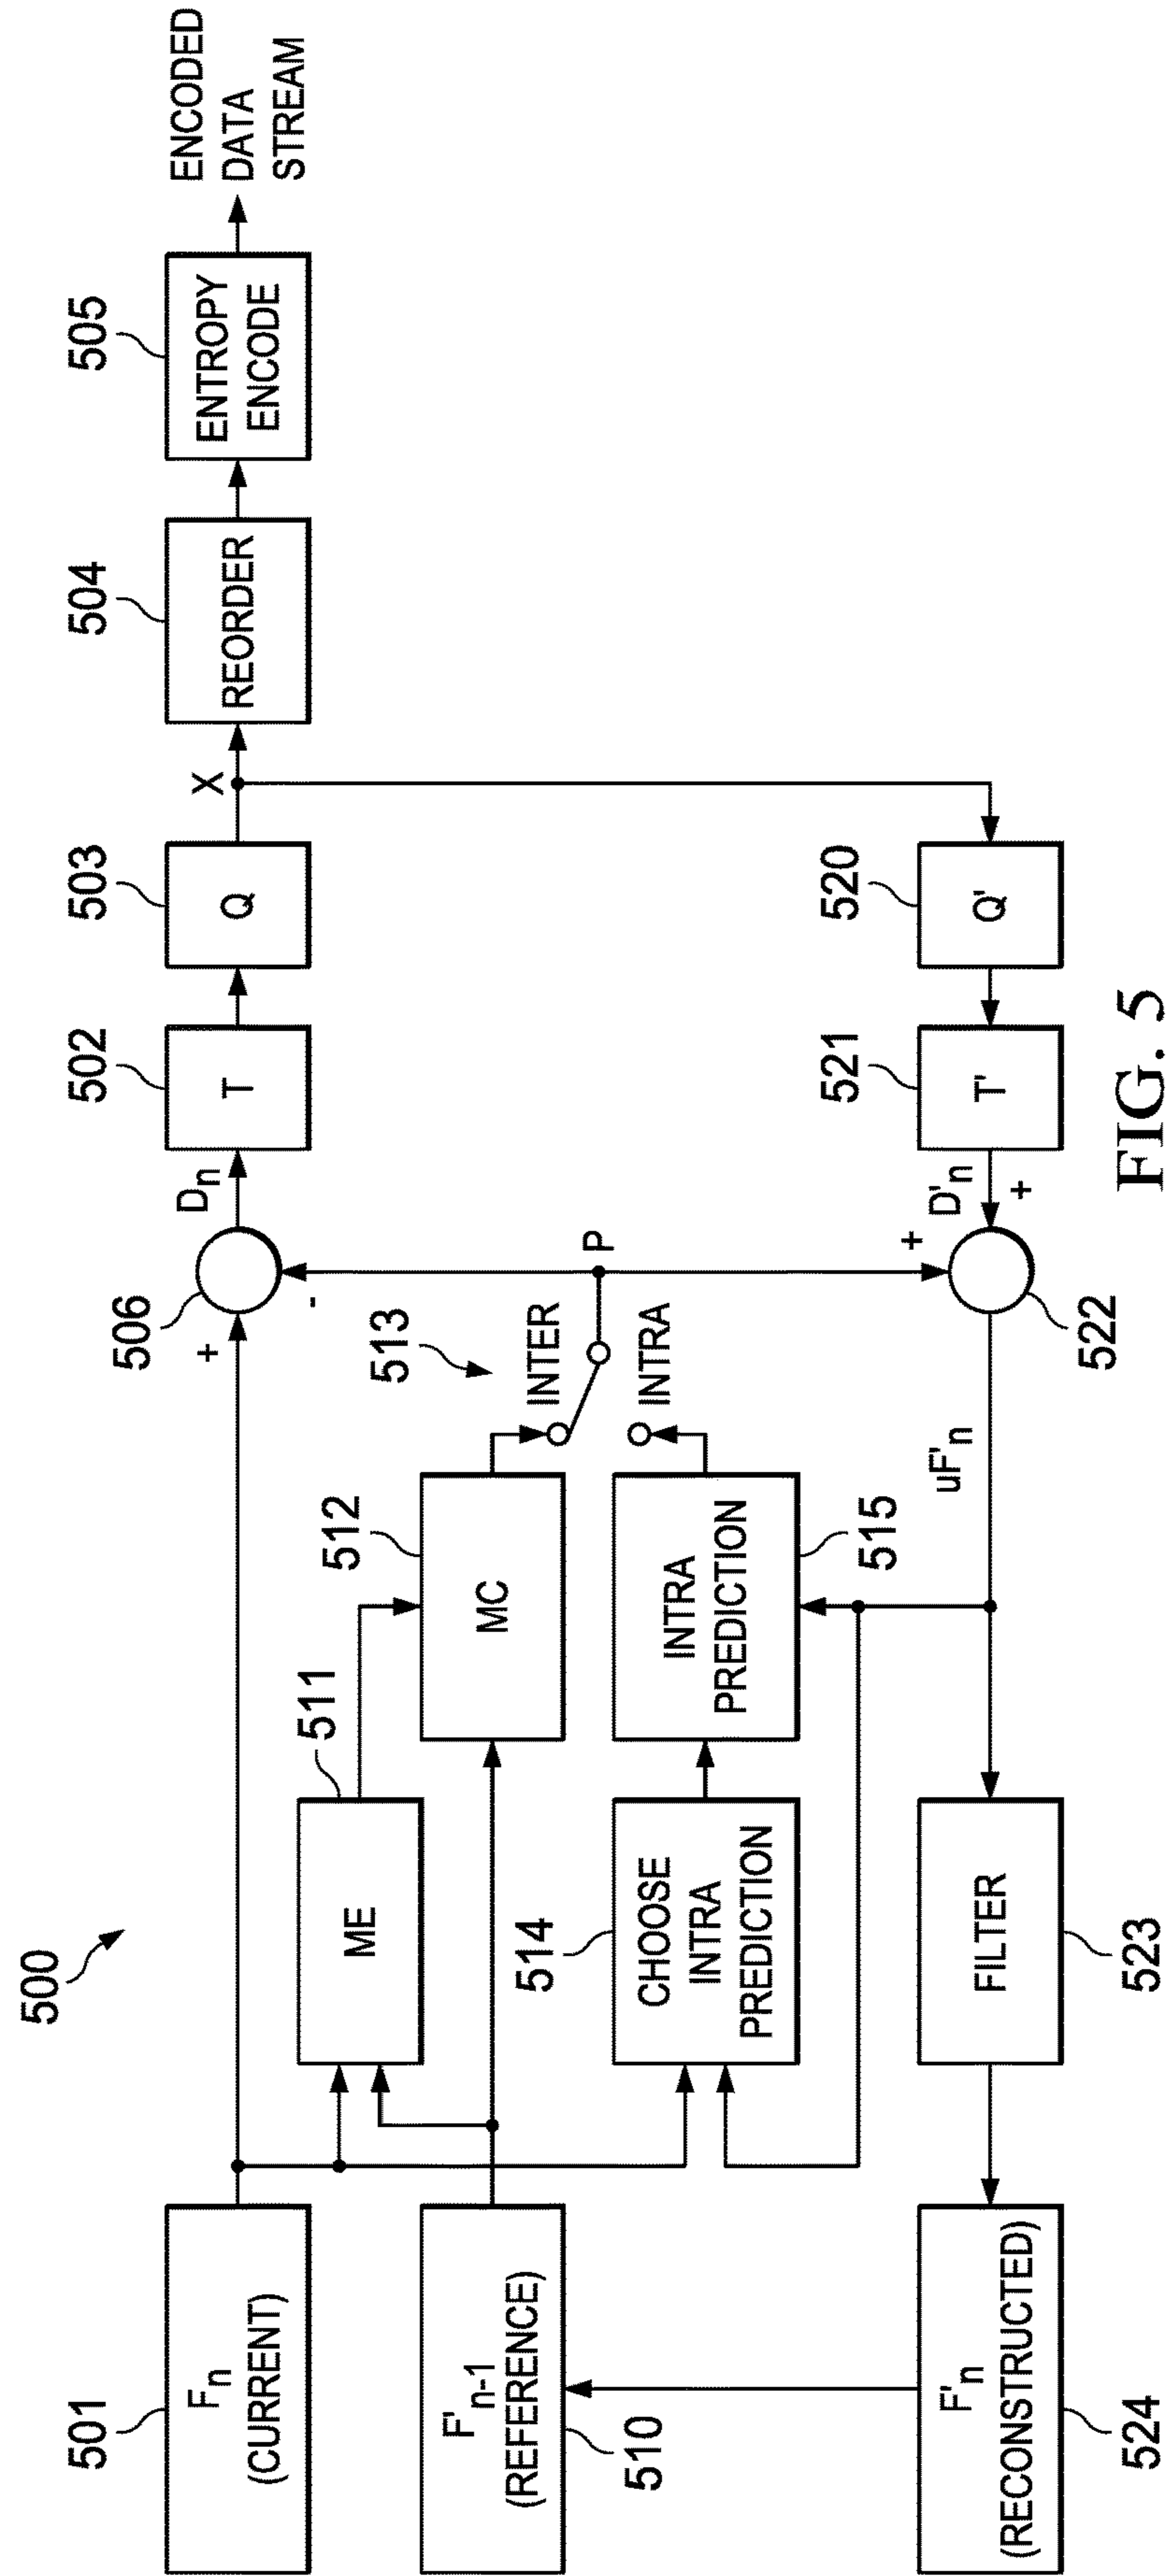 500
501
Fn
(CURRENT)
506
+
-
Dn
502
T
503
Q
X
504
REORDER
505
ENTROPY
ENCODE
ENCODED
DATA
STREAM
511
ME
510
F'n-1
(REFERENCE)
512
MC
513
INTER
INTRA
P
514
CHOOSE
INTRA
PREDICTION
515
INTRA
PREDICTION
524
F'n
(RECONSTRUCTED)
523
FILTER
uF'n
522
+
+
D'n
521
T'
520
Q'
FIG. 5